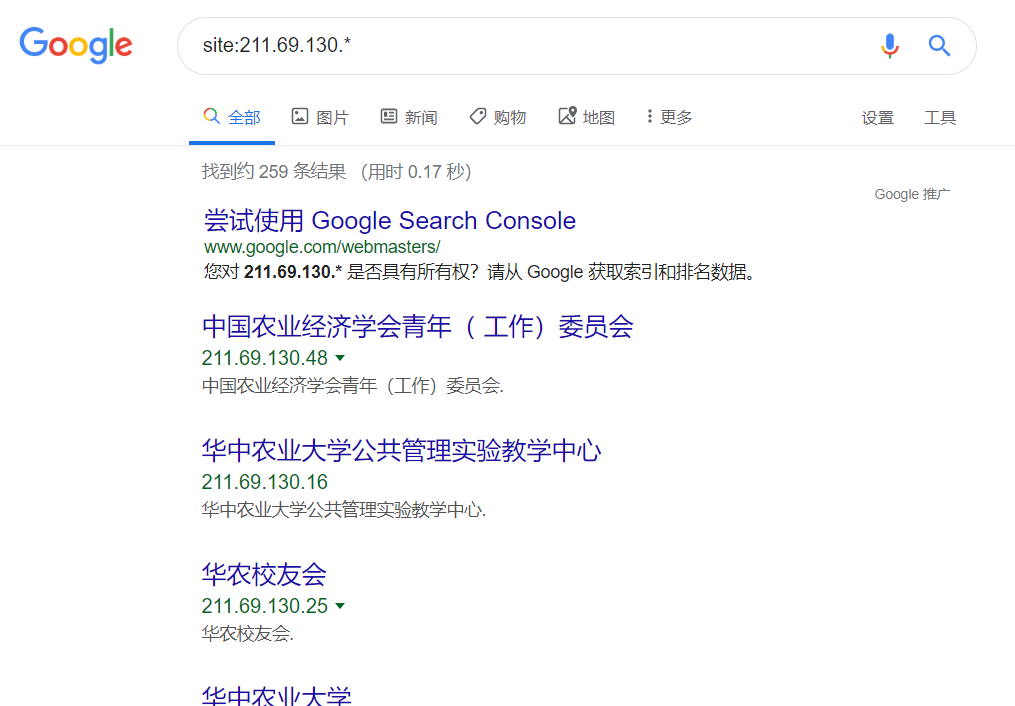 Google
site:211.69.130.*
全部 图片 新闻 购物 地图 更多 设置 工具
找到约 259 条结果 （用时 0.17 秒）
Google 推广
尝试使用 Google Search Console
www.google.com/webmasters/
您对 211.69.130.* 是否具有所有权？请从 Google 获取索引和排名数据。
中国农业经济学会青年（ 工作）委员会
211.69.130.48
中国农业经济学会青年（工作）委员会.
华中农业大学公共管理实验教学中心
211.69.130.16
华中农业大学公共管理实验教学中心.
华农校友会
211.69.130.25
华农校友会.
华中农业大学